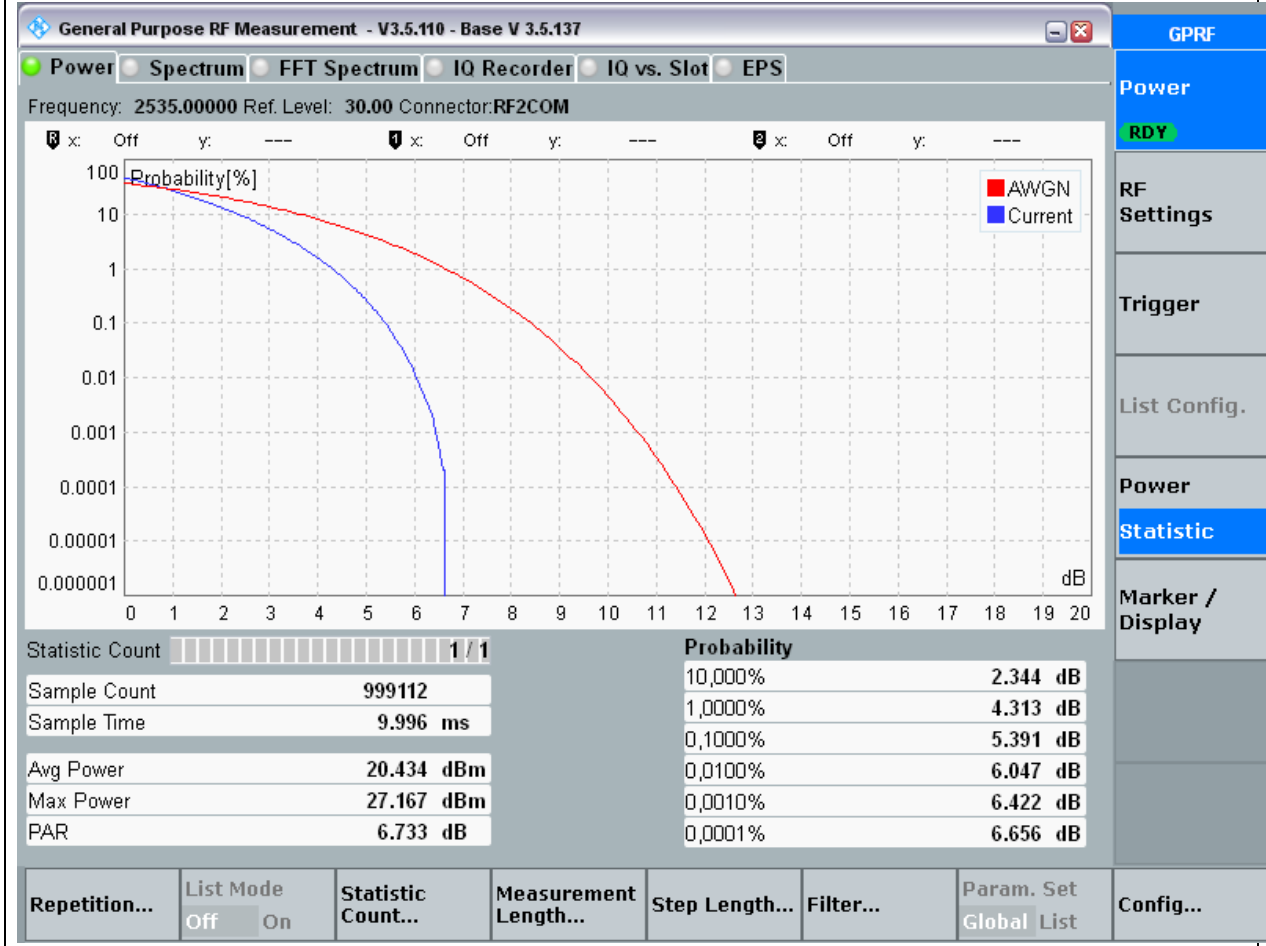 General Purpose RF Measurement - V3.5.110 - Base V 3.5.137
GPRF
Power Spectrum FFT Spectrum IQ Recorder IQ vs. Slot EPS
Frequency: 2535.00000 Ref. Level: 30.00 Connector:RF2COM
R x: Off y: --- 1 x: Off y: --- 2 x: Off y: ---
Probability[%]
100
10
1
0.1
0.01
0.001
0.0001
0.00001
0.000001
AWGN
Current
dB
0 1 2 3 4 5 6 7 8 9 10 11 12 13 14 15 16 17 18 19 20
Statistic Count 1 / 1
Sample Count 999112
Sample Time 9.996 ms
Avg Power 20.434 dBm
Max Power 27.167 dBm
PAR 6.733 dB
Probability
10,000% 2.344 dB
1,0000% 4.313 dB
0,1000% 5.391 dB
0,0100% 6.047 dB
0,0010% 6.422 dB
0,0001% 6.656 dB
Power
RDY
RF
Settings
Trigger
List Config.
Power
Statistic
Marker /
Display
Repetition...
List Mode
Off On
Statistic
Count...
Measurement
Length...
Step Length...
Filter...
Param. Set
Global List
Config...